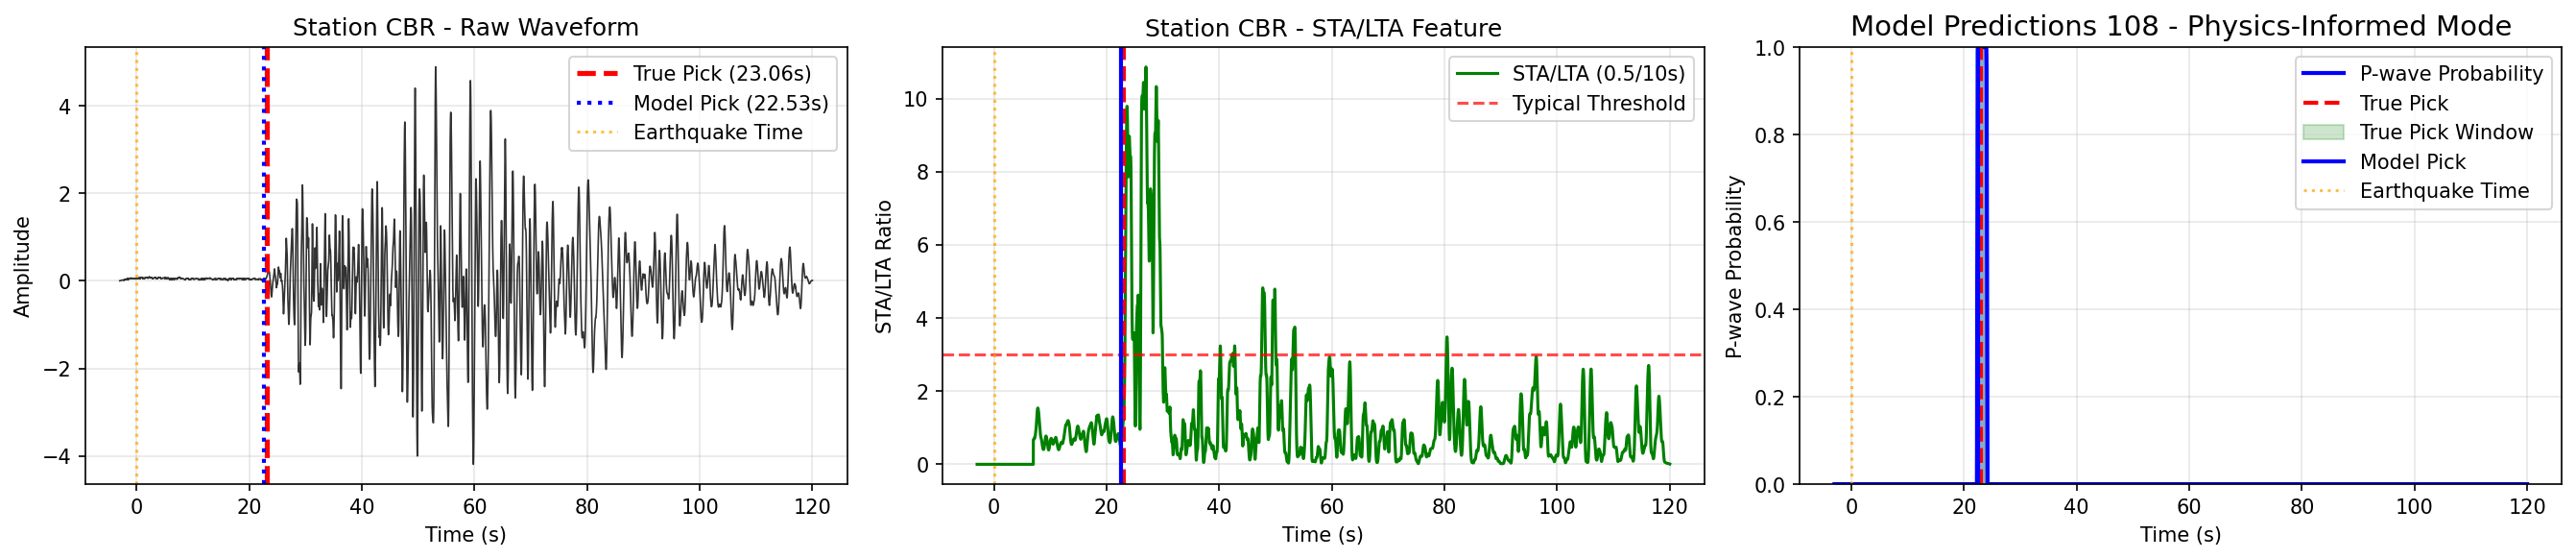 Station CBR - Raw Waveform
True Pick (23.06s)
Model Pick (22.53s)
Earthquake Time
Amplitude
4
2
0
−2
−4
0
20
40
60
80
100
120
Time (s)
Station CBR - STA/LTA Feature
STA/LTA (0.5/10s)
Typical Threshold
STA/LTA Ratio
10
8
6
4
2
0
0
20
40
60
80
100
120
Time (s)
Model Predictions 108 - Physics-Informed Mode
P-wave Probability
True Pick
True Pick Window
Model Pick
Earthquake Time
P-wave Probability
1.0
0.8
0.6
0.4
0.2
0.0
0
20
40
60
80
100
120
Time (s)